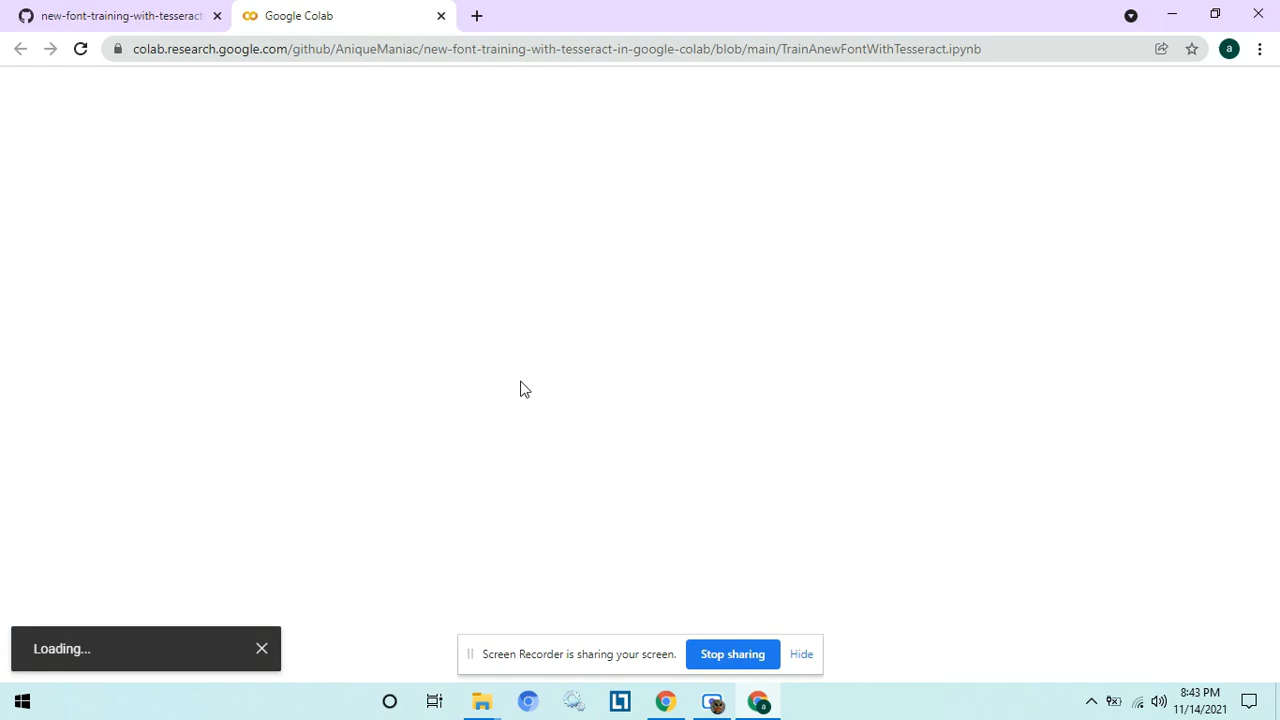 new-font-training-with-tesseract
Google Colab
colab.research.google.com/github/AniqueManiac/new-font-training-with-tesseract-in-google-colab/blob/main/TrainAnewFontWithTesseract.ipynb
a
Loading...
Screen Recorder is sharing your screen.
Stop sharing
Hide
a
8:43 PM
11/14/2021